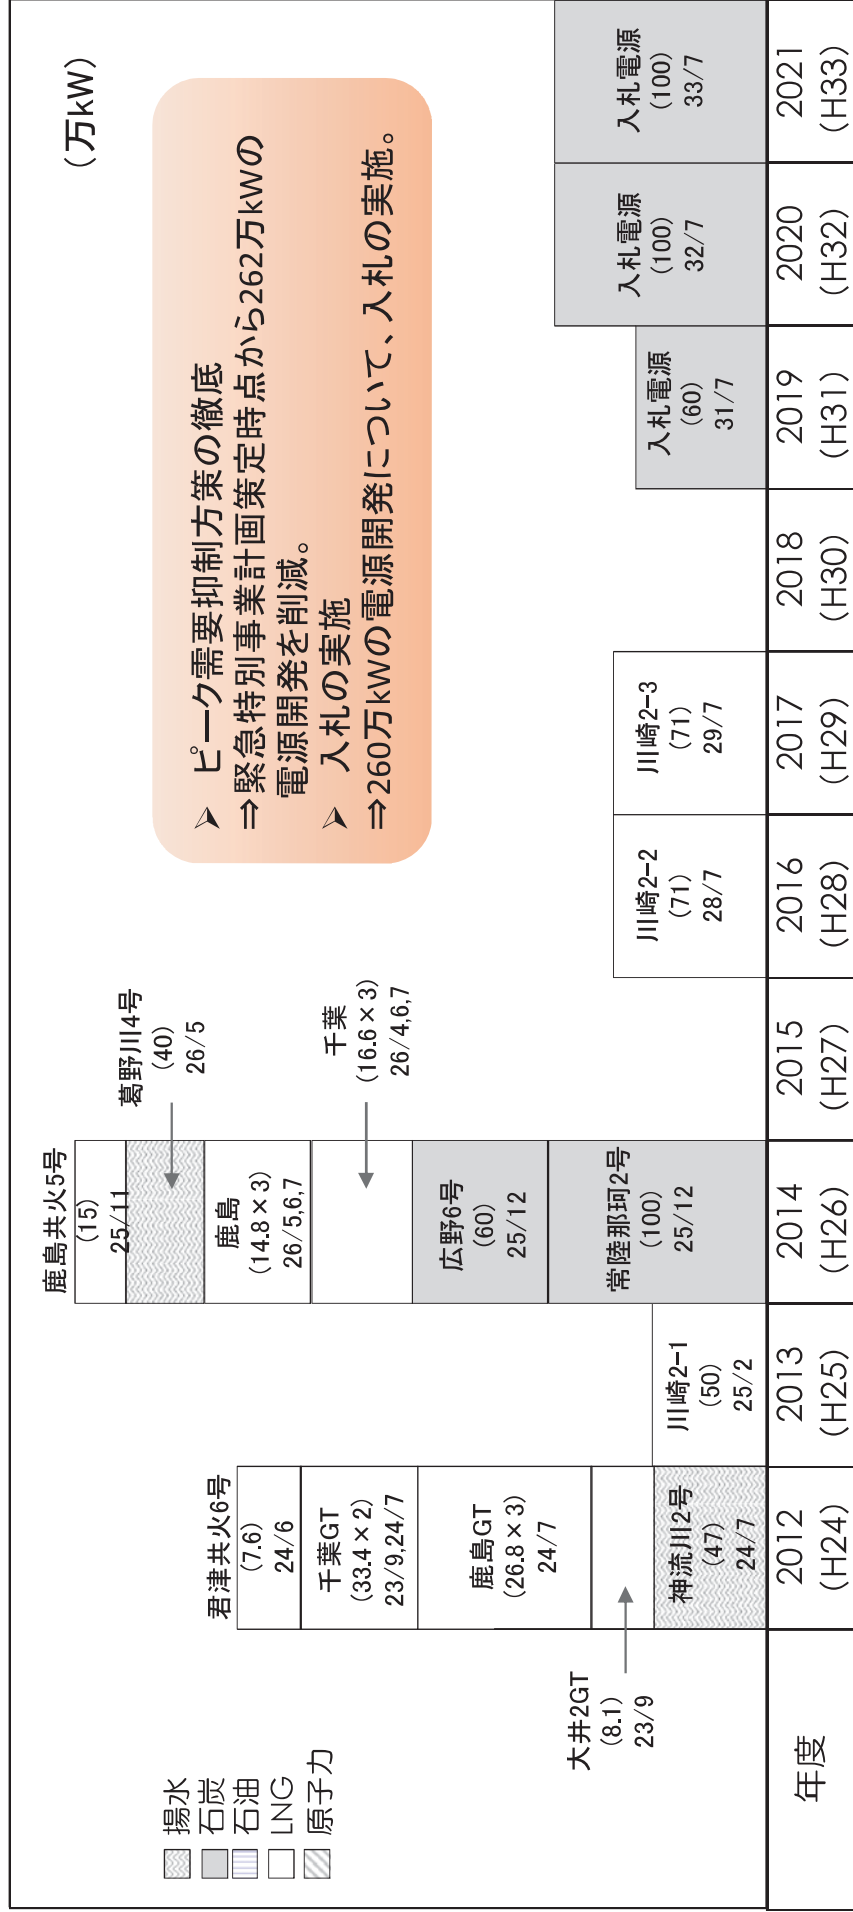 (万kW)
➢ ピーク需要抑制方策の徹底
⇒緊急特別事業計画策定時点から262万kWの
電源開発を削減。
➢ 入札の実施
⇒260万kWの電源開発について、入札の実施。
揚水
石炭
石油
LNG
原子力
君津共火6号
(7.6)
24/6
千葉GT
(33.4×2)
23/9,24/7
鹿島GT
(26.8×3)
24/7
大井2GT
(8.1)
23/9
神流川2号
(47)
24/7
川崎2-1
(50)
25/2
鹿島共火5号
(15)
25/11
葛野川4号
(40)
26/5
鹿島
(14.8×3)
26/5,6,7
千葉
(16.6×3)
26/4,6,7
広野6号
(60)
25/12
常陸那珂2号
(100)
25/12
川崎2-2
(71)
28/7
川崎2-3
(71)
29/7
入札電源
(60)
31/7
入札電源
(100)
32/7
入札電源
(100)
33/7
年度
2012
(H24)
2013
(H25)
2014
(H26)
2015
(H27)
2016
(H28)
2017
(H29)
2018
(H30)
2019
(H31)
2020
(H32)
2021
(H33)